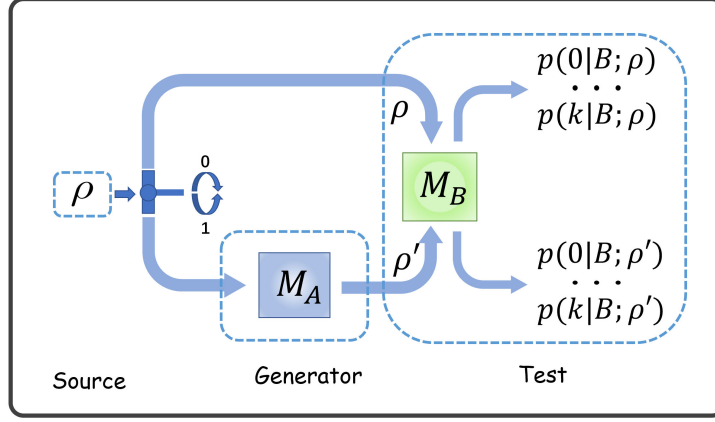 p(0|B; ρ)
. . .
p(k|B; ρ)
ρ
0
ρ
M_B
1
ρ′
M_A
p(0|B; ρ′)
. . .
p(k|B; ρ′)
Source
Generator
Test